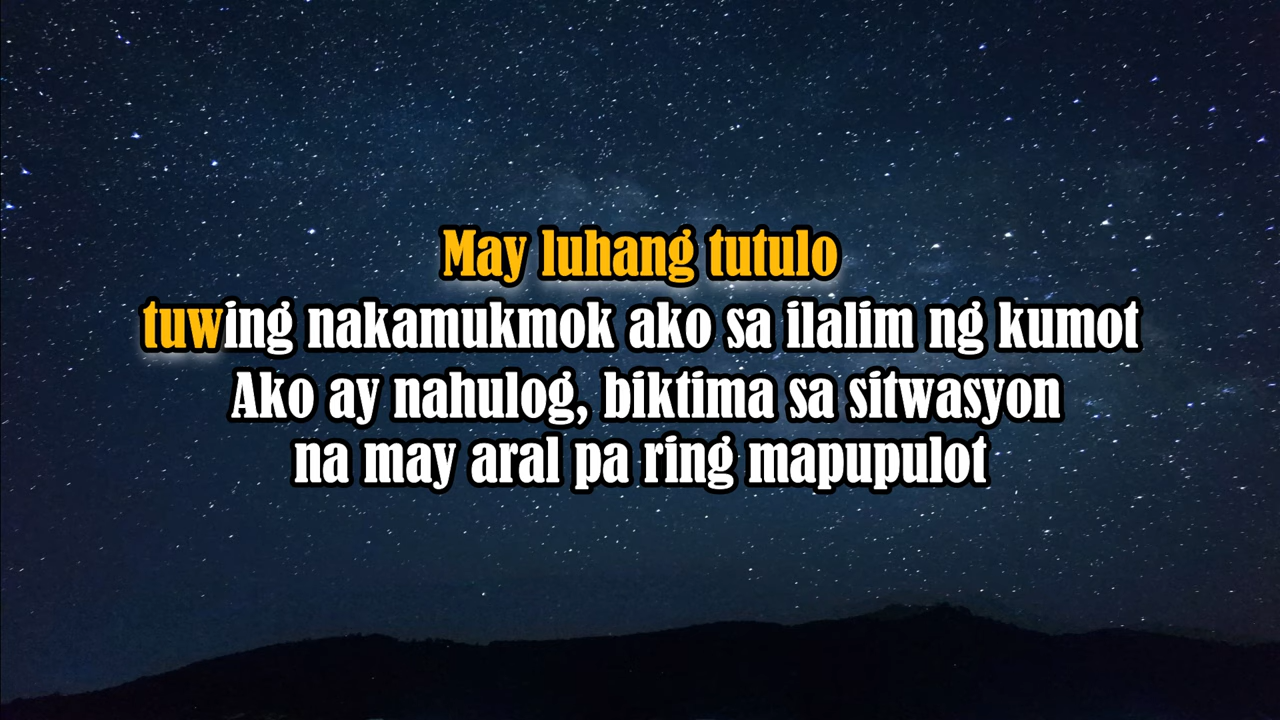 May luhang tutulo
tuwing nakamukmok ako sa ilalim ng kumot
Ako ay nahulog, biktima sa sitwasyon
na may aral pa ring mapupulot